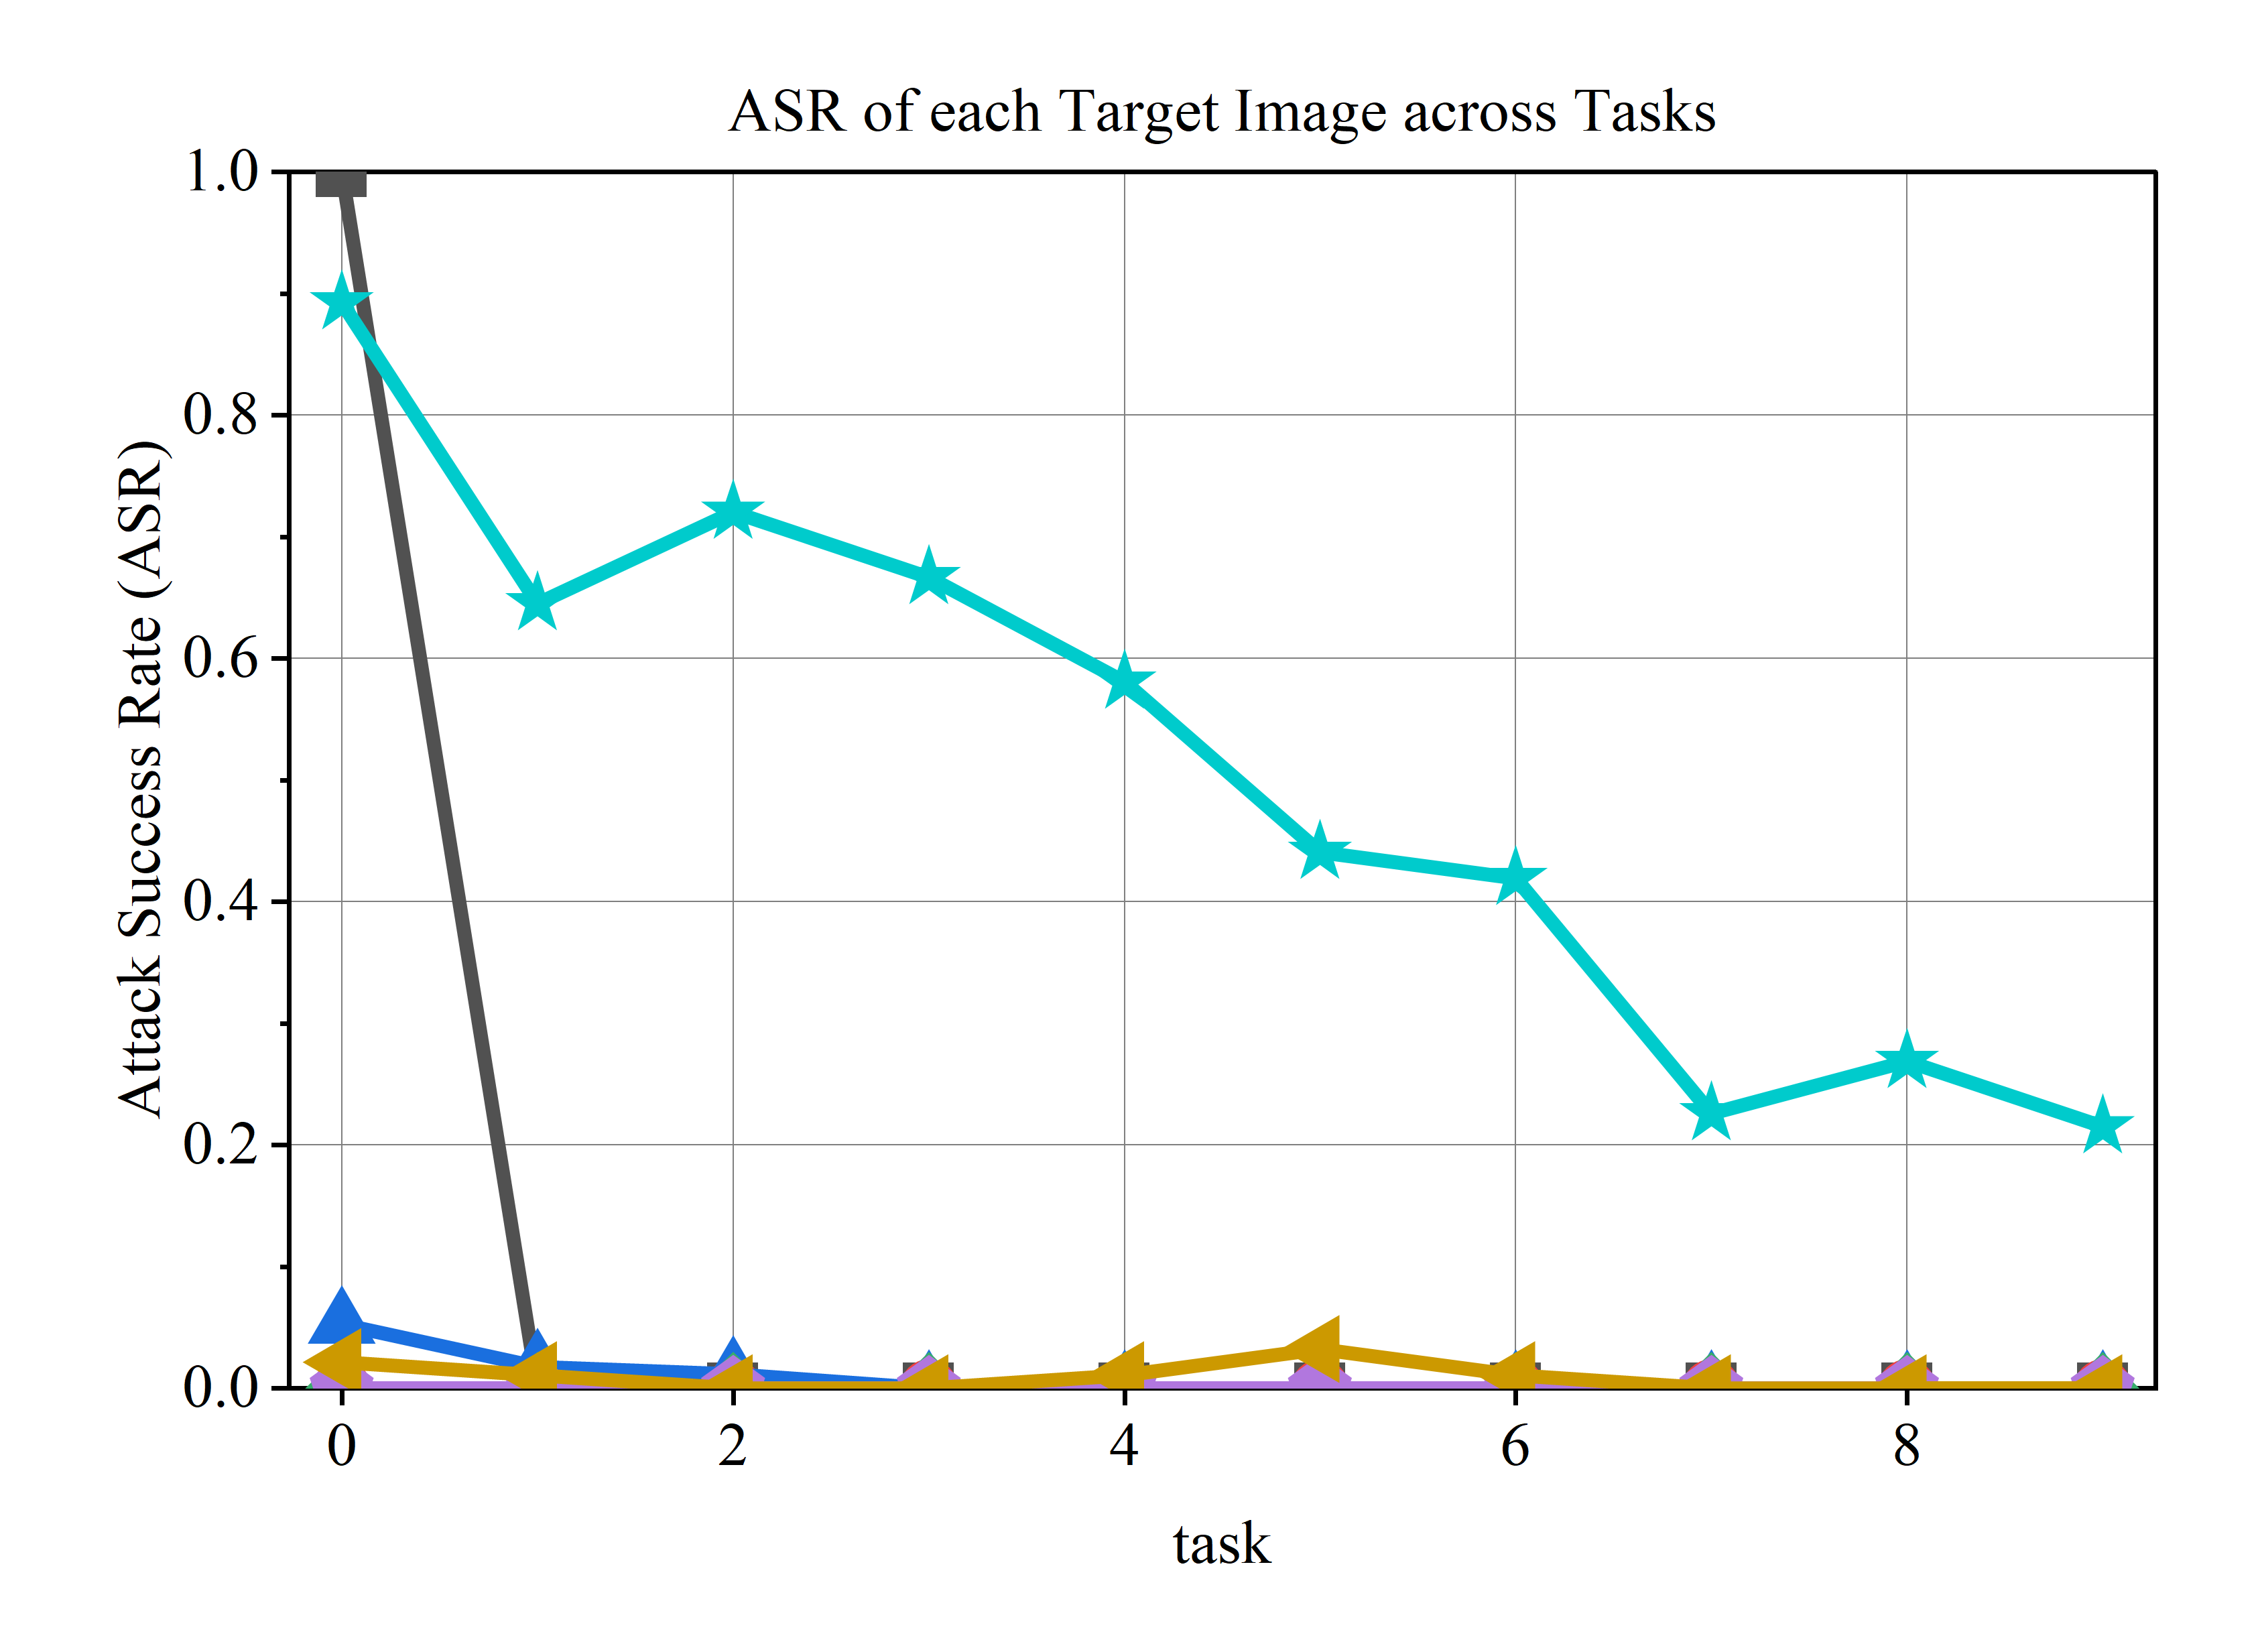 ASR of each Target Image across Tasks
1.0
0.8
0.6
0.4
0.2
0.0
Attack Success Rate (ASR)
0 2 4 6 8
task